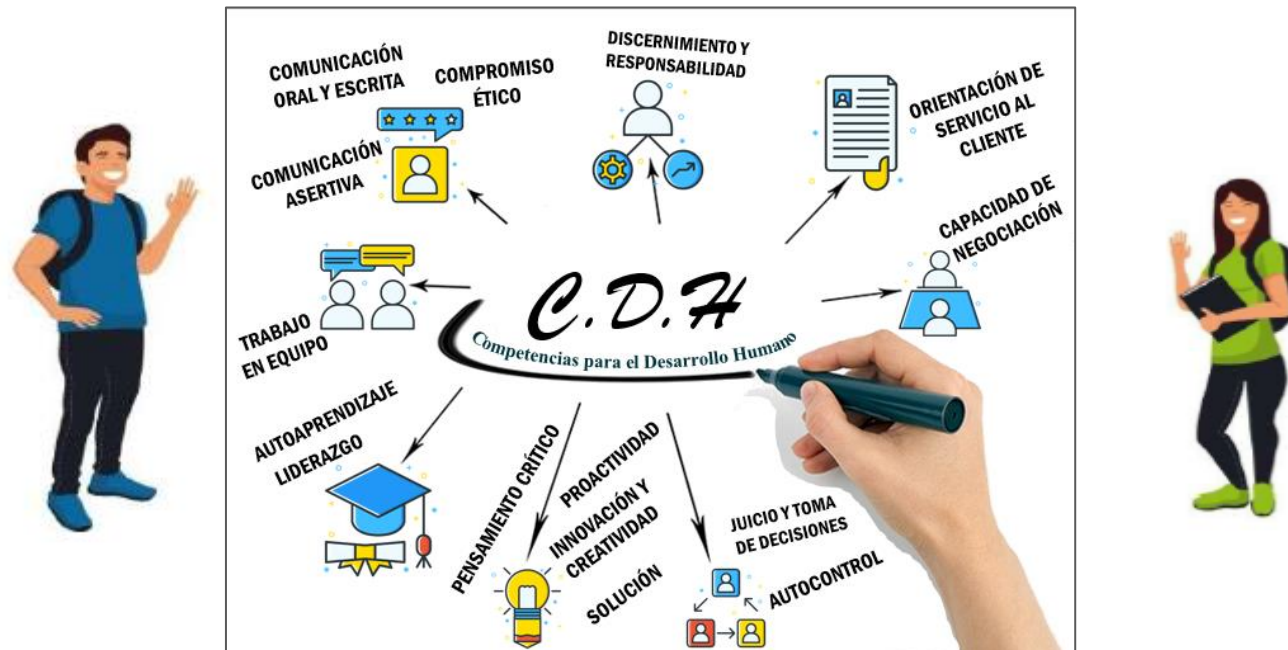 COMUNICACIÓN
ORAL Y ESCRITA
COMPROMISO
ÉTICO
DISCERNIMIENTO Y
RESPONSABILIDAD
ORIENTACIÓN DE
SERVICIO AL
CLIENTE
COMUNICACIÓN
ASERTIVA
CAPACIDAD DE
NEGOCIACIÓN
C.D.H
Competencias para el Desarrollo Humano
TRABAJO
EN EQUIPO
AUTOAPRENDIZAJE
LIDERAZGO
PENSAMIENTO CRÍTICO
PROACTIVIDAD
INNOVACIÓN Y
CREATIVIDAD
SOLUCIÓN
JUICIO Y TOMA
DE DECISIONES
AUTOCONTROL